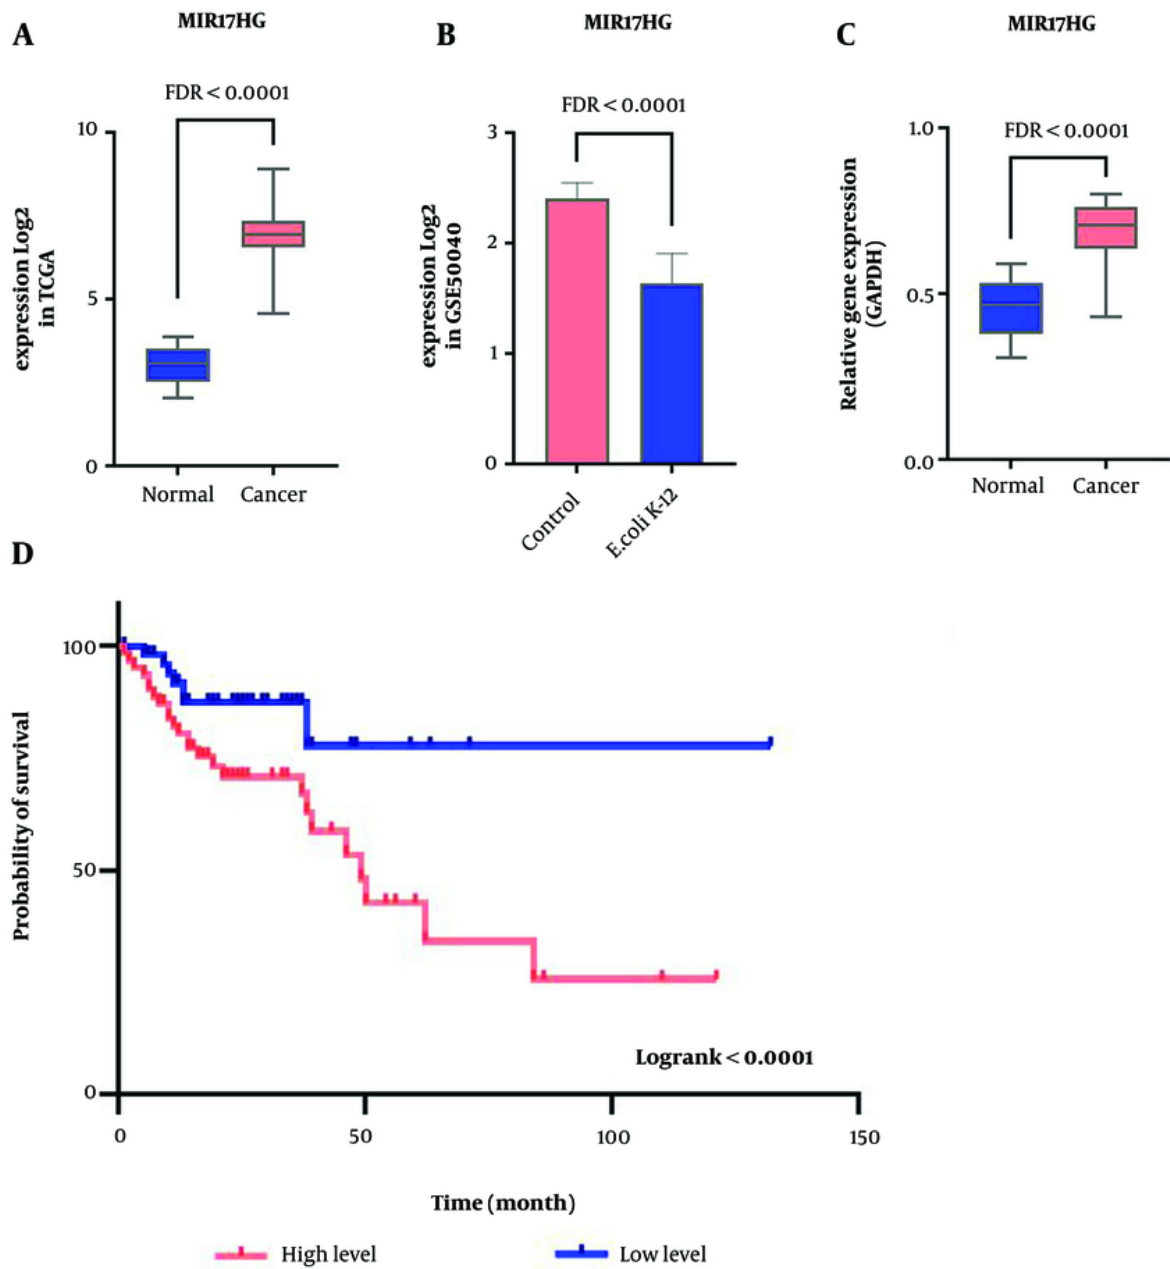 A
MIR17HG
FDR < 0.0001
10
5
0
expression Log2
in TCGA
Normal
Cancer
B
MIR17HG
FDR < 0.0001
3
2
1
0
expression Log2
in GSE50040
Control
E.coli K-12
C
MIR17HG
FDR < 0.0001
1.0
0.5
0.0
Relative gene expression
(GAPDH)
Normal
Cancer
D
100
50
0
Probability of survival
Logrank < 0.0001
0
50
100
150
Time (month)
High level
Low level